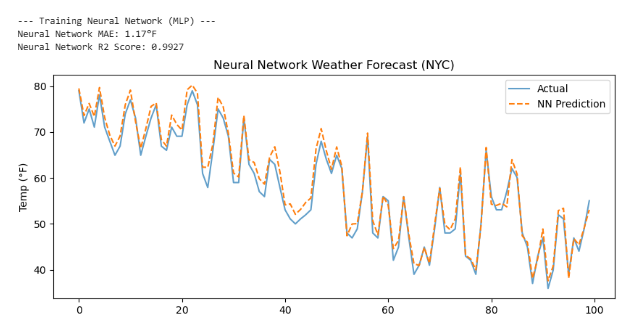 --- Training Neural Network (MLP) ---
Neural Network MAE: 1.17°F
Neural Network R2 Score: 0.9927
Neural Network Weather Forecast (NYC)
Actual
NN Prediction
Temp (°F)
80
70
60
50
40
0 20 40 60 80 100